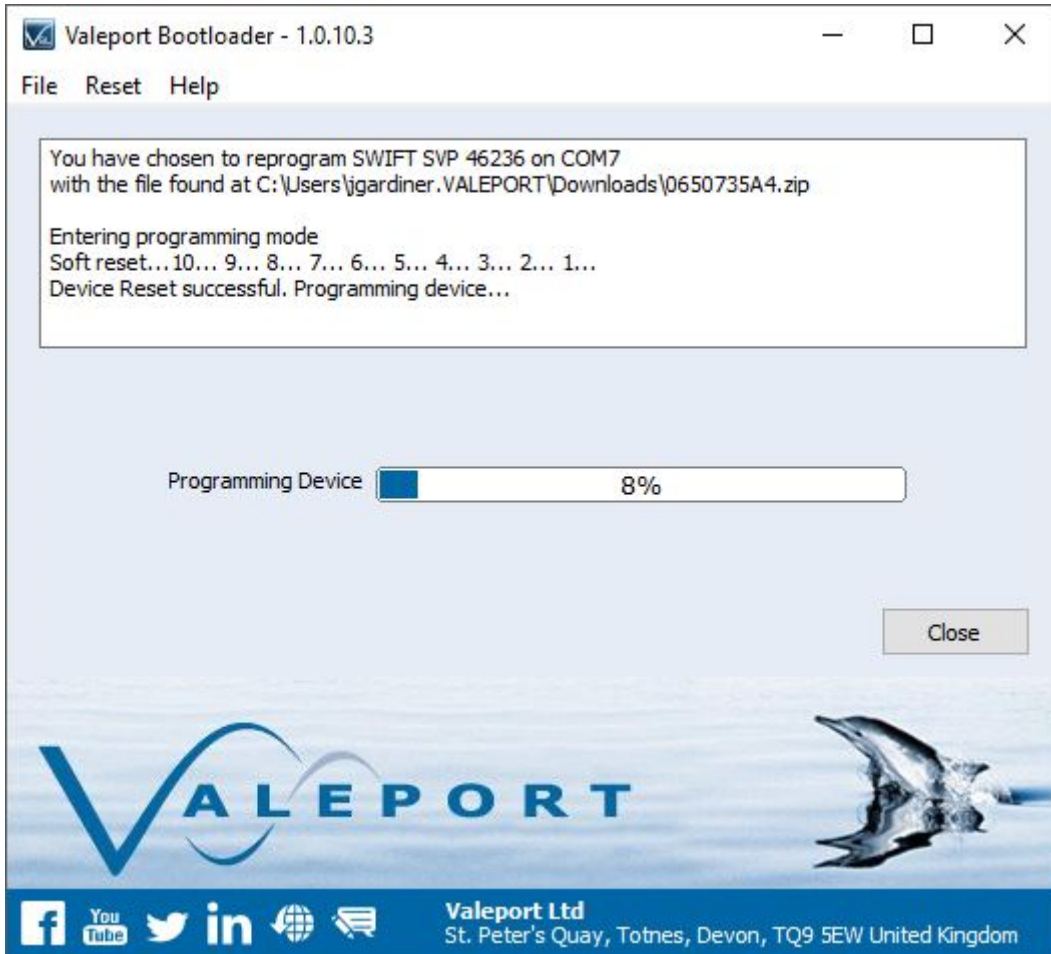 Valeport Bootloader - 1.0.10.3
File Reset Help
You have chosen to reprogram SWIFT SVP 46236 on COM7
with the file found at C:\Users\jgardiner.VALEPORT\Downloads\0650735A4.zip
Entering programming mode
Soft reset...10... 9... 8... 7... 6... 5... 4... 3... 2... 1...
Device Reset successful. Programming device...
Programming Device 8%
Close
VALEPORT
f You Tube in
Valeport Ltd
St. Peter's Quay, Totnes, Devon, TQ9 5EW United Kingdom